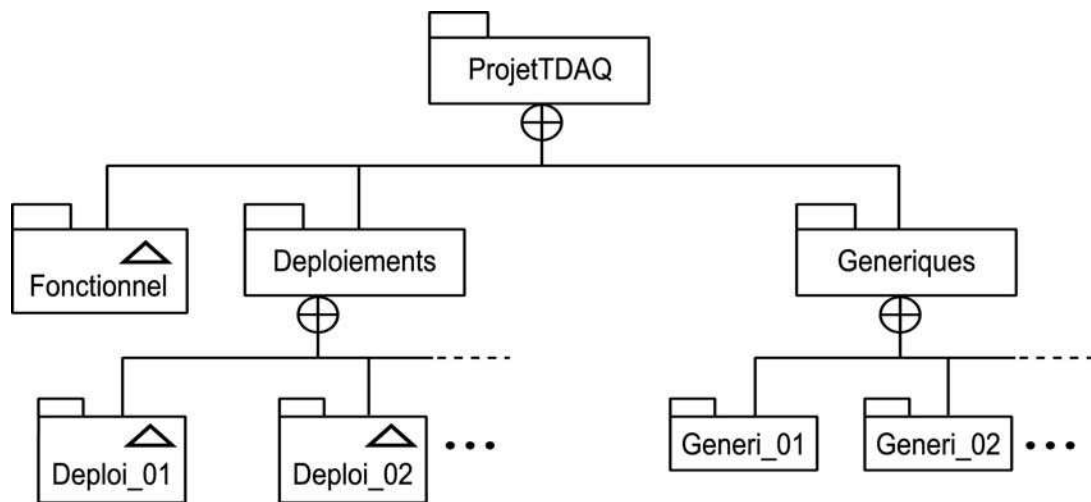 ProjetTDAQ
Fonctionnel
Deploiements
Generiques
Deploi_01
Deploi_02
Generi_01
Generi_02